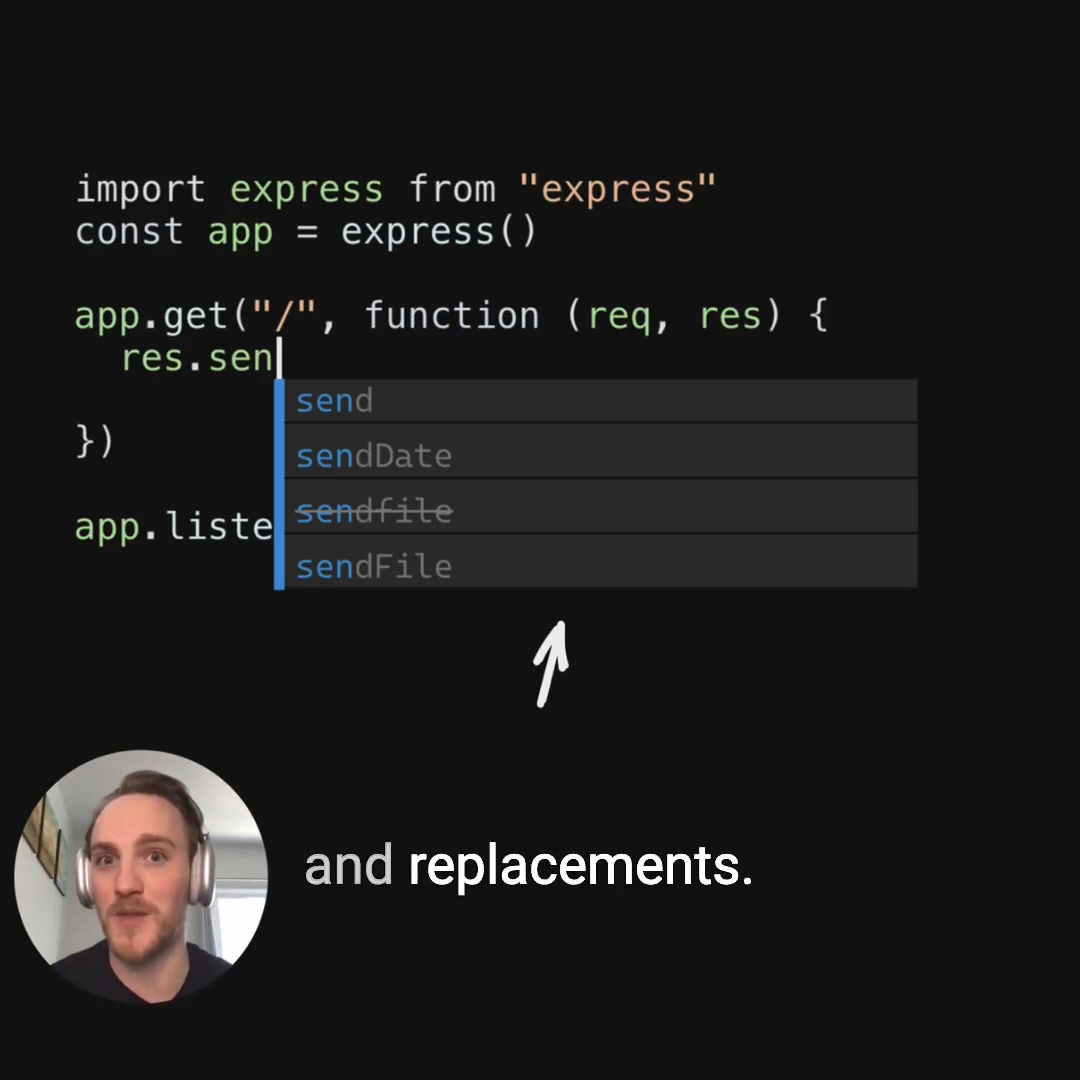 import express from "express"
const app = express()
app.get("/", function (req, res) {
res.sen
send
sendDate
sendfile
sendFile
})
app.liste
and replacements.